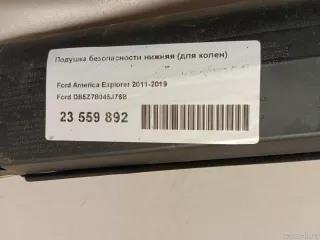 Подушка безопасности нижняя (для колен)
Ford America Explorer 2011-2019
Ford DB5Z78045J76B
23 559 892